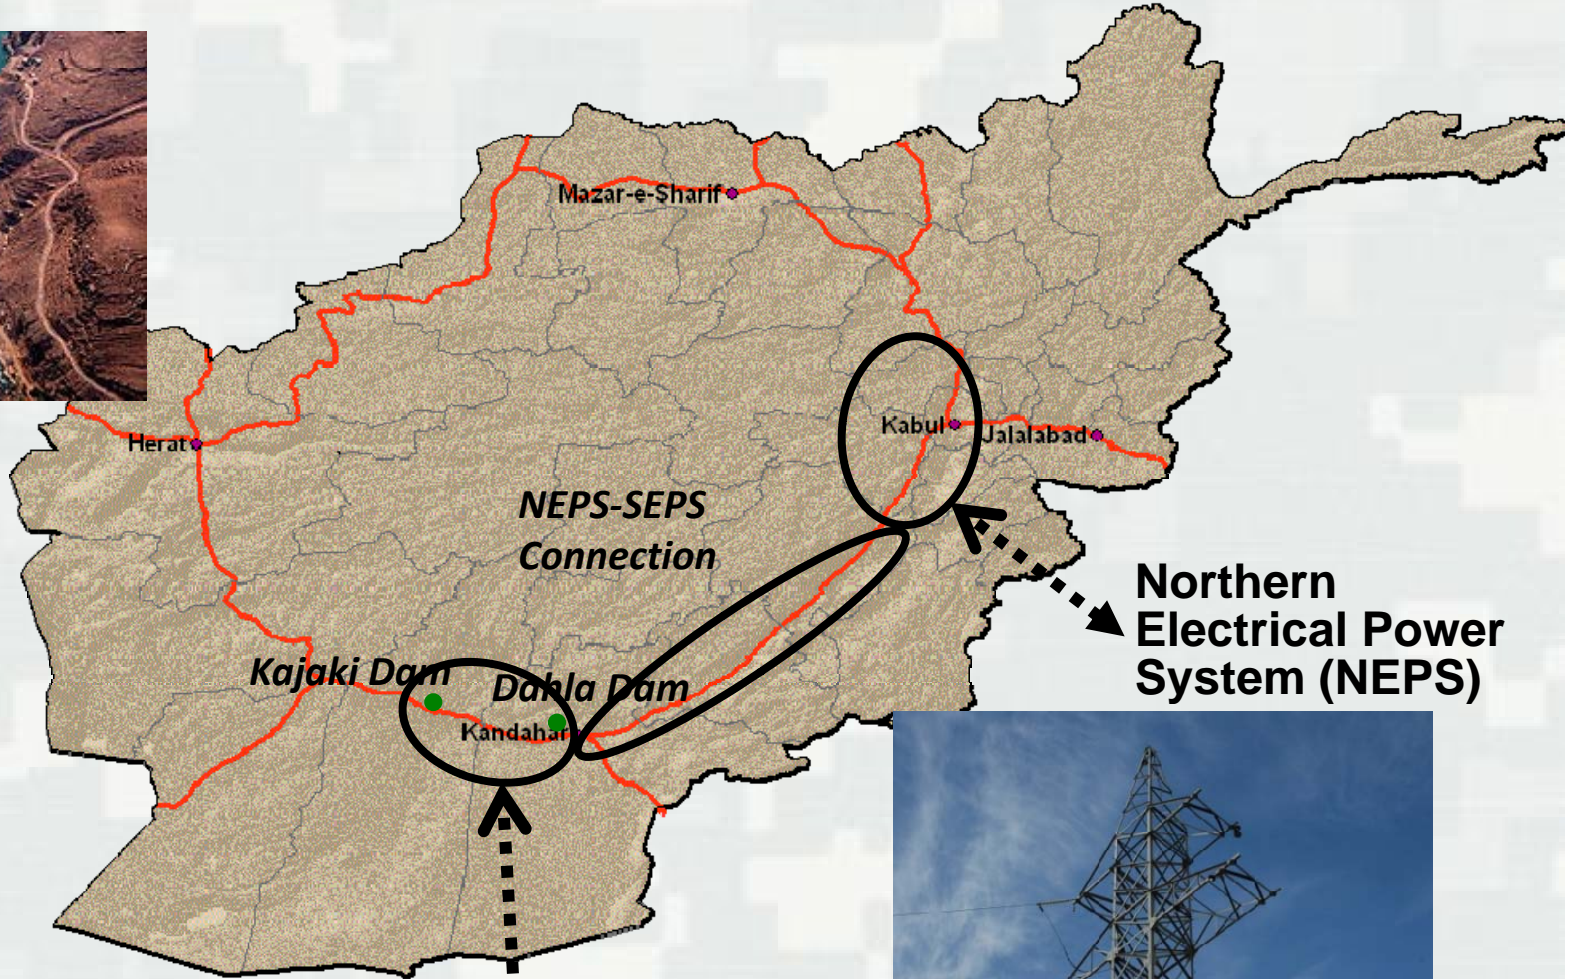 Mazar-e-Sharif
Herat
Kabul
Jalalabad
NEPS-SEPS
Connection
Northern
Electrical Power
System (NEPS)
Kajaki Dam
Dahla Dam
Kandahar